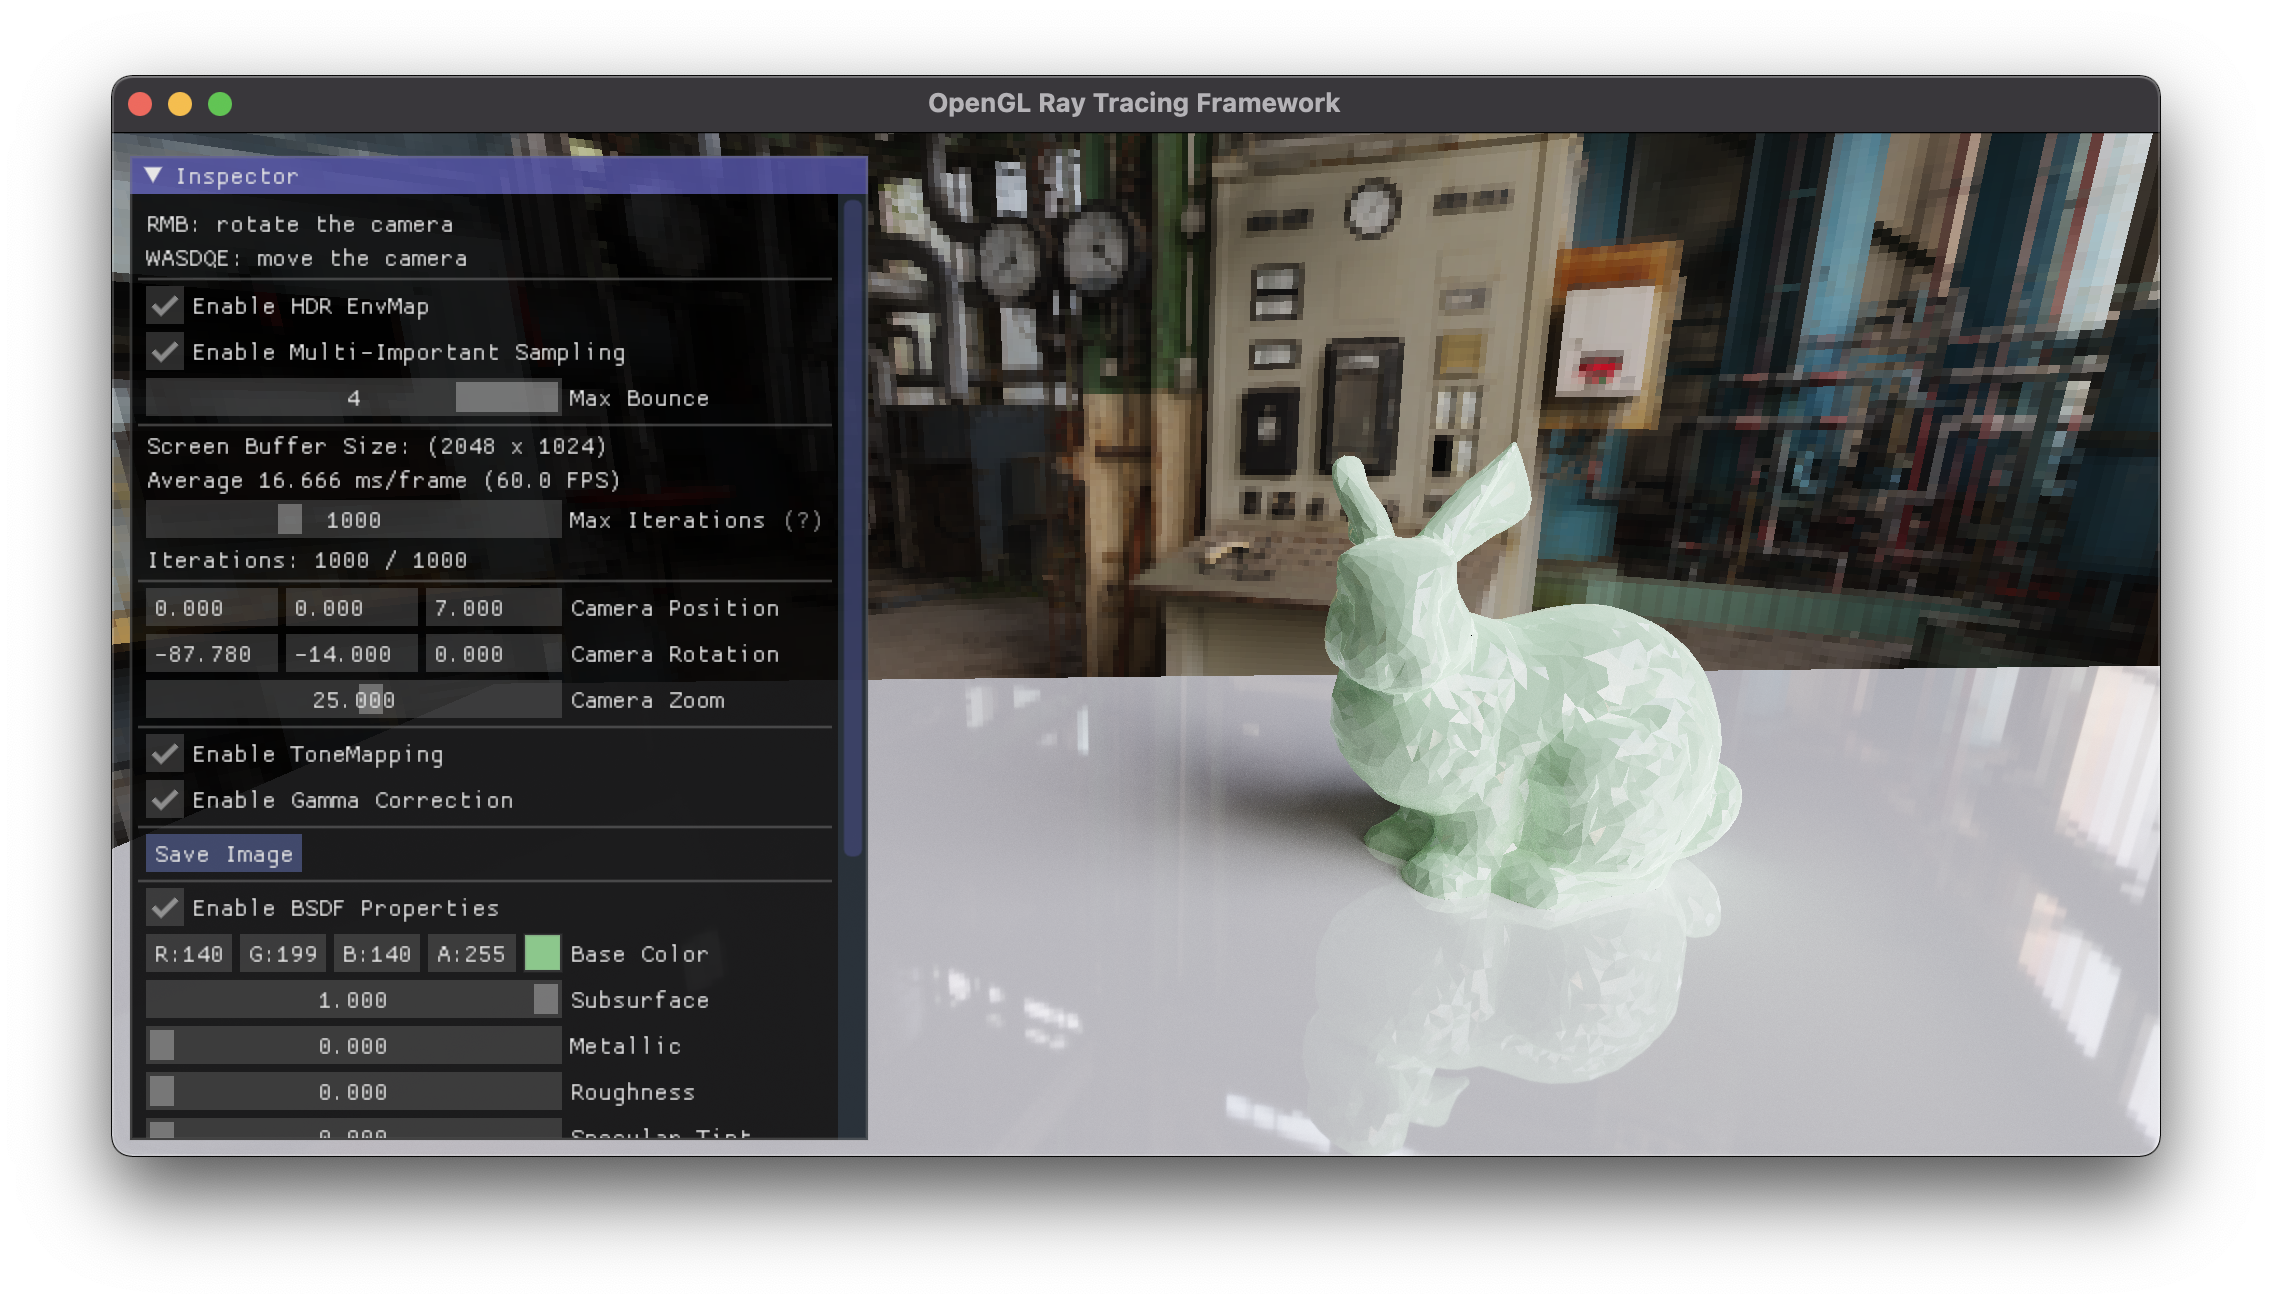 OpenGL Ray Tracing Framework
Inspector
RMB: rotate the camera
WASDQE: move the camera
Enable HDR EnvMap
Enable Multi-Important Sampling
4 Max Bounce
Screen Buffer Size: (2048 x 1024)
Average 16.666 ms/frame (60.0 FPS)
1000 Max Iterations (?)
Iterations: 1000 / 1000
0.000 0.000 7.000 Camera Position
-87.780 -14.000 0.000 Camera Rotation
25.000 Camera Zoom
Enable ToneMapping
Enable Gamma Correction
Save Image
Enable BSDF Properties
R:140 G:199 B:140 A:255 Base Color
1.000 Subsurface
0.000 Metallic
0.000 Roughness
0.000 Specular Tint